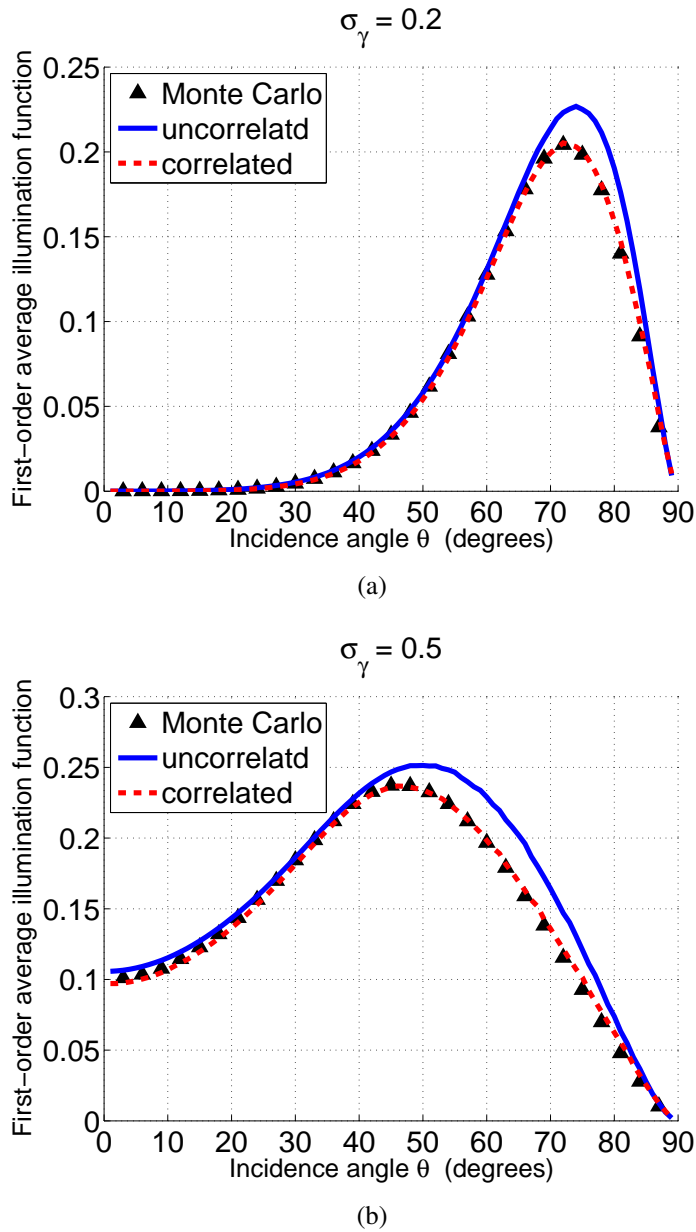 σγ = 0.2
First−order average illumination function
0.25
0.2
0.15
0.1
0.05
0
Monte Carlo
uncorrelatd
correlated
0 10 20 30 40 50 60 70 80 90
Incidence angle θ (degrees)
(a)
σγ = 0.5
First−order average illumination function
0.3
0.25
0.2
0.15
0.1
0.05
0
Monte Carlo
uncorrelatd
correlated
0 10 20 30 40 50 60 70 80 90
Incidence angle θ (degrees)
(b)